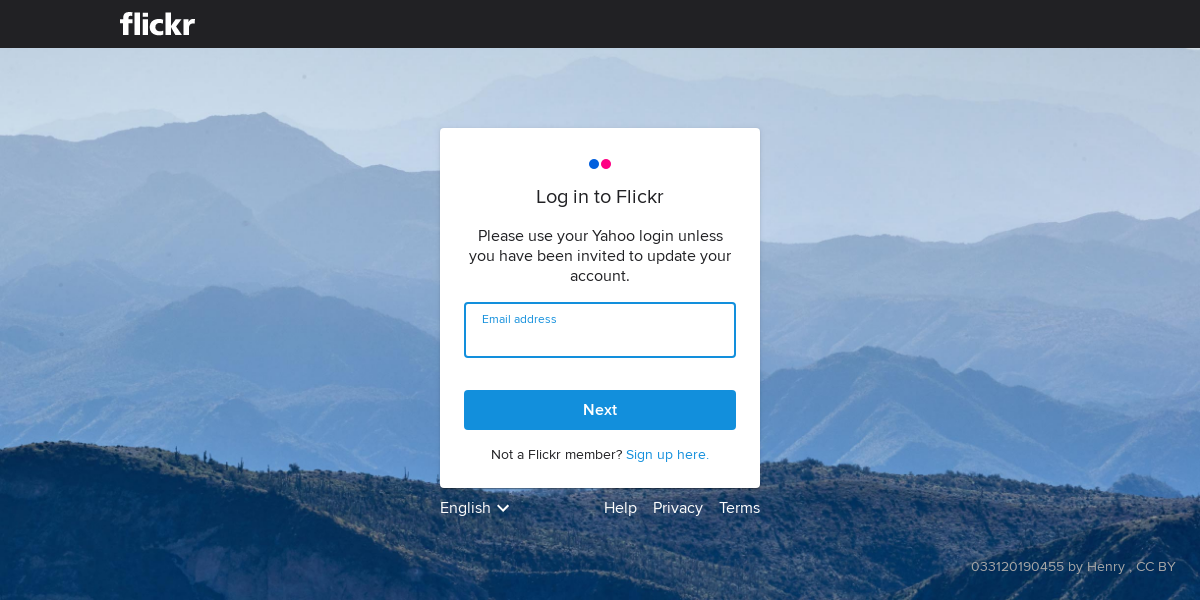 flickr
Log in to Flickr
Please use your Yahoo login unless
you have been invited to update your
account.
Email address
Next
Not a Flickr member? Sign up here.
English Help Privacy Terms
033120190455 by Henry , CC BY